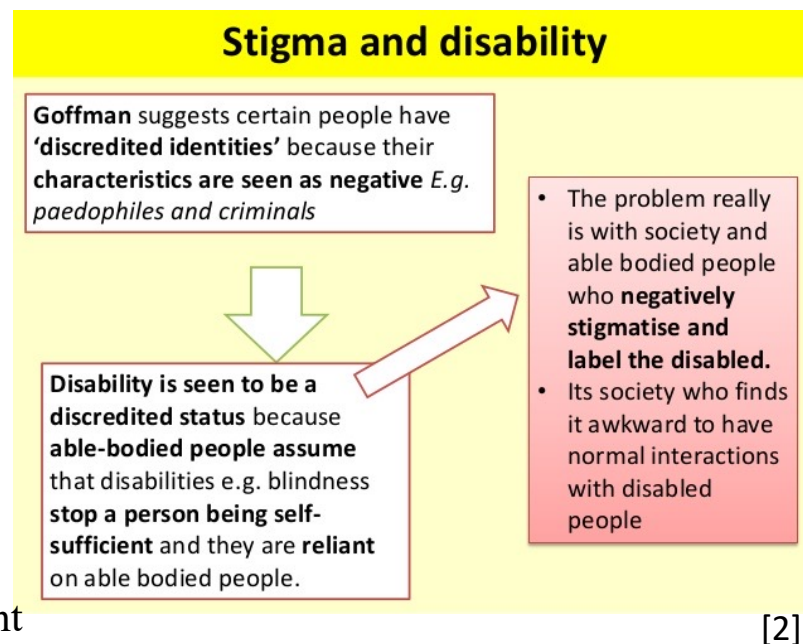 Stigma and disability
Goffman suggests certain people have
‘discredited identities’ because their
characteristics are seen as negative E.g.
paedophiles and criminals
Disability is seen to be a
discredited status because
able-bodied people assume
that disabilities e.g. blindness
stop a person being self-
sufficient and they are reliant
on able bodied people.
• The problem really
is with society and
able bodied people
who negatively
stigmatise and
label the disabled.
• Its society who finds
it awkward to have
normal interactions
with disabled
people
[2]